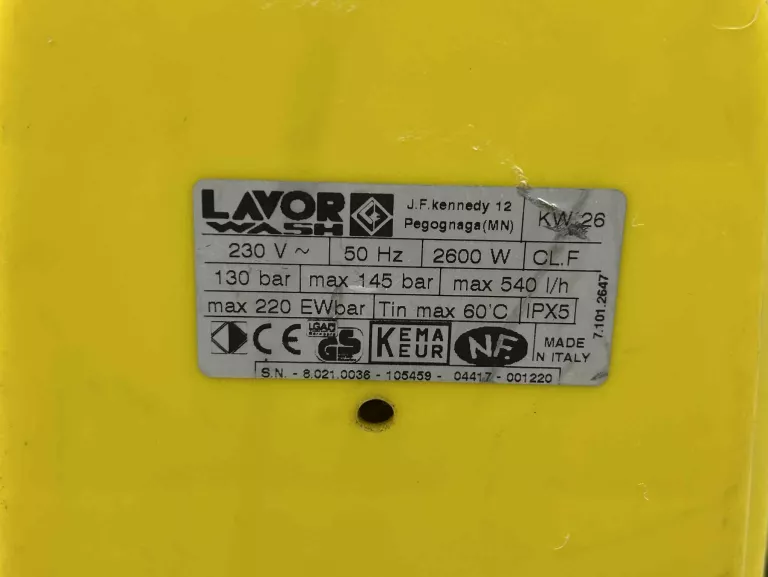 LAVOR
WASH
J.F.kennedy 12
Pegognaga(MN)
KW 26
230 V ~ 50 Hz 2600 W CL.F
130 bar max 145 bar max 540 l/h
max 220 EWbar Tin max 60°C IPX5
7.101.2647
CE GS KEMA KEUR NF
MADE IN ITALY
S.N. - 8.021.0036 - 105459 - 04417 - 001220